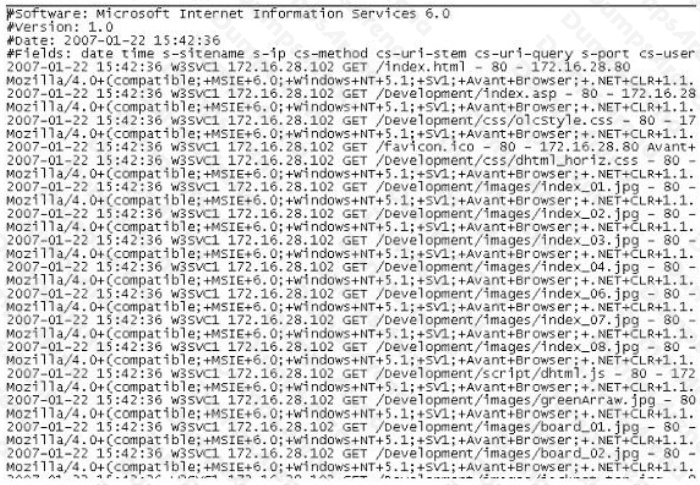 #Software: Microsoft Internet Information Services 6.0
#Version: 1.0
#Date: 2007-01-22 15:42:36
#Fields: date time s-sitename s-ip cs-method cs-uri-stem cs-uri-query s-port cs-user
2007-01-22 15:42:36 W3SVC1 172.16.28.102 GET /index.html - 80 - 172.16.28.80
Mozilla/4.0+(compatible;+MSIE+6.0;+Windows+NT+5.1;+SV1;+Avant+Browser;+.NET+CLR+1.1.
2007-01-22 15:42:36 W3SVC1 172.16.28.102 GET /Development/index.asp - 80 - 172.16.28
Mozilla/4.0+(compatible;+MSIE+6.0;+Windows+NT+5.1;+SV1;+Avant+Browser;+.NET+CLR+1.1.
2007-01-22 15:42:36 W3SVC1 172.16.28.102 GET /Development/css/olcStyle.css - 80 - 17
Mozilla/4.0+(compatible;+MSIE+6.0;+Windows+NT+5.1;+SV1;+Avant+Browser;+.NET+CLR+1.1.
2007-01-22 15:42:36 W3SVC1 172.16.28.102 GET /favicon.ico - 80 - 172.16.28.80 Avant+
2007-01-22 15:42:36 W3SVC1 172.16.28.102 GET /Development/css/dhtml_horiz.css - 80 -
Mozilla/4.0+(compatible;+MSIE+6.0;+Windows+NT+5.1;+SV1;+Avant+Browser;+.NET+CLR+1.1.
2007-01-22 15:42:36 W3SVC1 172.16.28.102 GET /Development/images/index_01.jpg - 80 -
Mozilla/4.0+(compatible;+MSIE+6.0;+Windows+NT+5.1;+SV1;+Avant+Browser;+.NET+CLR+1.1.
2007-01-22 15:42:36 W3SVC1 172.16.28.102 GET /Development/images/index_02.jpg - 80 -
Mozilla/4.0+(compatible;+MSIE+6.0;+Windows+NT+5.1;+SV1;+Avant+Browser;+.NET+CLR+1.1.
2007-01-22 15:42:36 W3SVC1 172.16.28.102 GET /Development/images/index_03.jpg - 80 -
Mozilla/4.0+(compatible;+MSIE+6.0;+Windows+NT+5.1;+SV1;+Avant+Browser;+.NET+CLR+1.1.
2007-01-22 15:42:36 W3SVC1 172.16.28.102 GET /Development/images/index_04.jpg - 80 -
Mozilla/4.0+(compatible;+MSIE+6.0;+Windows+NT+5.1;+SV1;+Avant+Browser;+.NET+CLR+1.1.
2007-01-22 15:42:36 W3SVC1 172.16.28.102 GET /Development/images/index_06.jpg - 80 -
Mozilla/4.0+(compatible;+MSIE+6.0;+Windows+NT+5.1;+SV1;+Avant+Browser;+.NET+CLR+1.1.
2007-01-22 15:42:36 W3SVC1 172.16.28.102 GET /Development/images/index_07.jpg - 80 -
Mozilla/4.0+(compatible;+MSIE+6.0;+Windows+NT+5.1;+SV1;+Avant+Browser;+.NET+CLR+1.1.
2007-01-22 15:42:36 W3SVC1 172.16.28.102 GET /Development/images/index_08.jpg - 80 -
Mozilla/4.0+(compatible;+MSIE+6.0;+Windows+NT+5.1;+SV1;+Avant+Browser;+.NET+CLR+1.1.
2007-01-22 15:42:36 W3SVC1 172.16.28.102 GET /Development/script/dhtml.js - 80 - 172
Mozilla/4.0+(compatible;+MSIE+6.0;+Windows+NT+5.1;+SV1;+Avant+Browser;+.NET+CLR+1.1.
2007-01-22 15:42:36 W3SVC1 172.16.28.102 GET /Development/images/greenArraw.jpg - 80
Mozilla/4.0+(compatible;+MSIE+6.0;+Windows+NT+5.1;+SV1;+Avant+Browser;+.NET+CLR+1.1.
2007-01-22 15:42:36 W3SVC1 172.16.28.102 GET /Development/images/board_01.jpg - 80 -
Mozilla/4.0+(compatible;+MSIE+6.0;+Windows+NT+5.1;+SV1;+Avant+Browser;+.NET+CLR+1.1.
2007-01-22 15:42:36 W3SVC1 172.16.28.102 GET /Development/images/board_02.jpg - 80 -
Mozilla/4.0+(compatible;+MSIE+6.0;+Windows+NT+5.1;+SV1;+Avant+Browser;+.NET+CLR+1.1.